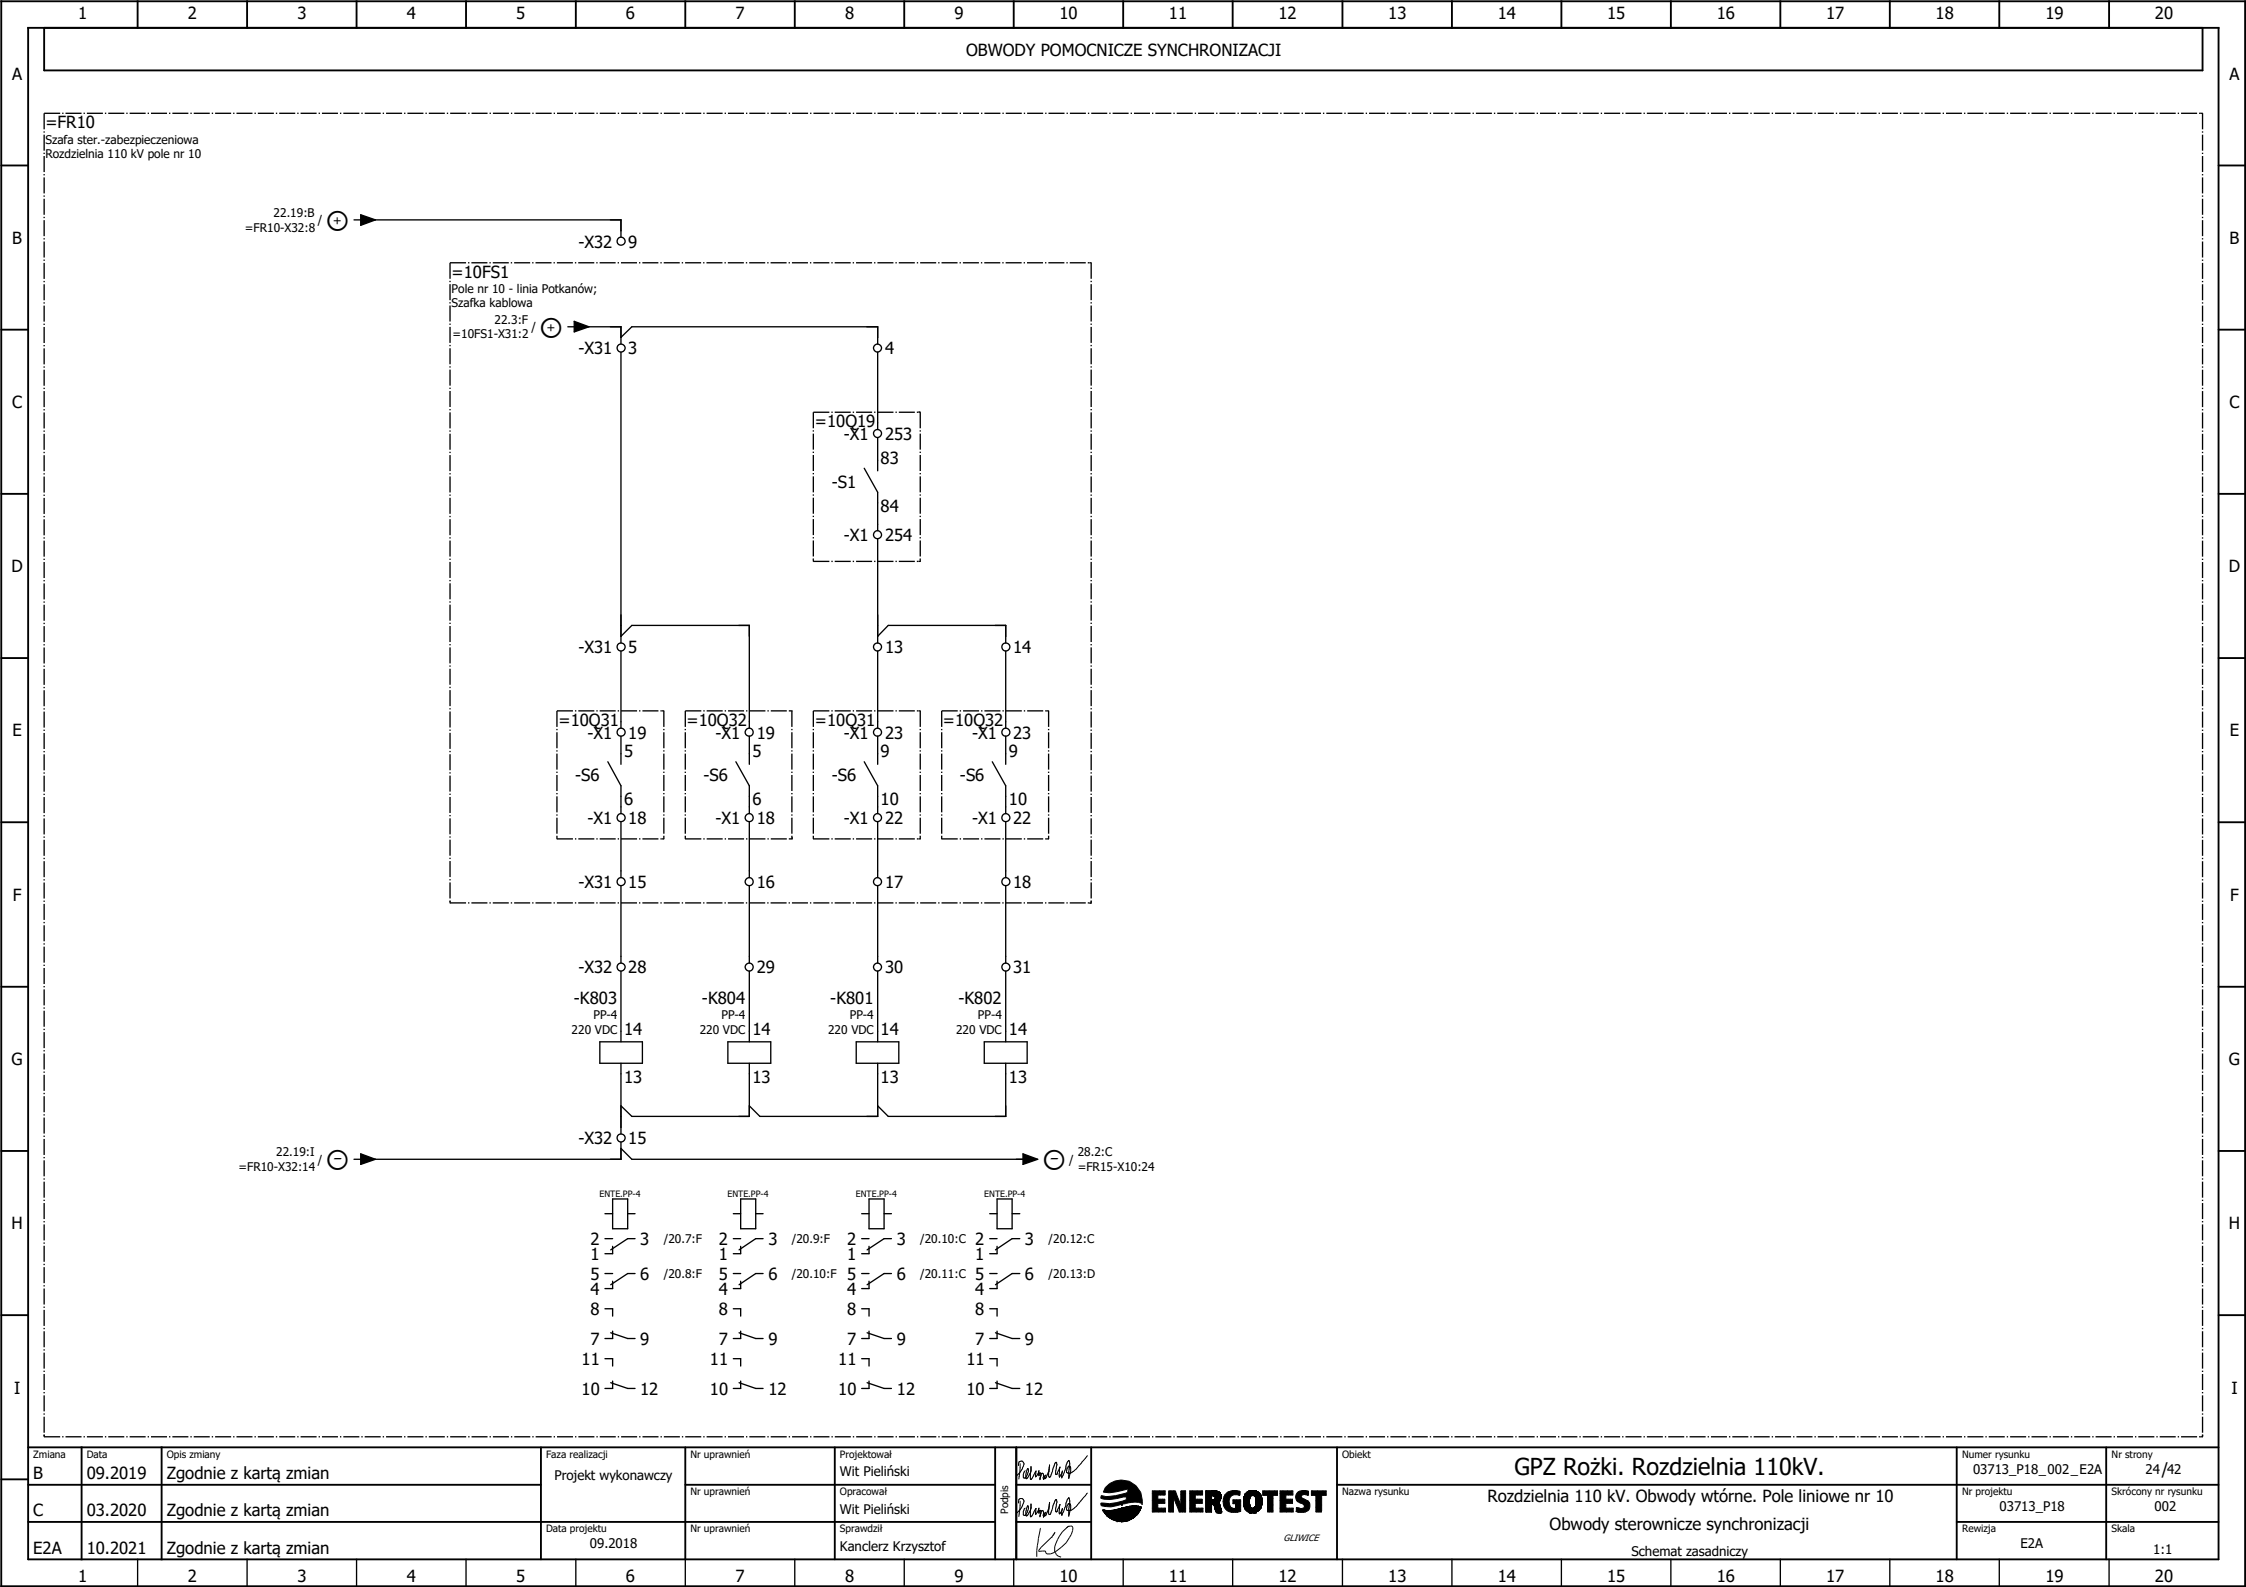 1 2 3 4 5 6 7 8 9 10 11 12 13 14 15 16 17 18 19 20
OBWODY POMOCNICZE SYNCHRONIZACJI
A A
=FR10
Szafa ster.-zabezpieczeniowa
Rozdzielnia 110 kV pole nr 10
22.19:B
=FR10-X32:8 / +
B B
-X32 9
=10FS1
Pole nr 10 - linia Potkanów;
Szafka kablowa
22.3:F
=10FS1-X31:2 / +
-X31 3 4
C C
=10Q19
-X1 253
83
-S1
84
-X1 254
D D
-X31 5 13 14
=10Q31 =10Q32 =10Q31 =10Q32
E E
-X1 19 -X1 19 -X1 23 -X1 23
5 5 9 9
-S6 -S6 -S6 -S6
6 6 10 10
-X1 18 -X1 18 -X1 22 -X1 22
-X31 15 16 17 18
F F
-X32 28 29 30 31
-K803 -K804 -K801 -K802
PP-4 PP-4 PP-4 PP-4
220 VDC 14 220 VDC 14 220 VDC 14 220 VDC 14
G G
13 13 13 13
-X32 15
22.19:I 28.2:C
=FR10-X32:14 / − − / =FR15-X10:24
ENTE.PP-4 ENTE.PP-4 ENTE.PP-4 ENTE.PP-4
H H
2 3 /20.7:F 2 3 /20.9:F 2 3 /20.10:C 2 3 /20.12:C
1 1 1 1
5 6 /20.8:F 5 6 /20.10:F 5 6 /20.11:C 5 6 /20.13:D
4 4 4 4
8 8 8 8
7 9 7 9 7 9 7 9
11 11 11 11
I I
10 12 10 12 10 12 10 12
Zmiana Data Opis zmiany
B 09.2019 Zgodnie z kartą zmian
C 03.2020 Zgodnie z kartą zmian
E2A 10.2021 Zgodnie z kartą zmian
Faza realizacji
Projekt wykonawczy
Data projektu
09.2018
Nr uprawnień
Nr uprawnień
Nr uprawnień
Projektował
Wit Pieliński
Opracował
Wit Pieliński
Sprawdził
Kanclerz Krzysztof
Podpis
ENERGOTEST
GLIWICE
Obiekt
GPZ Rożki. Rozdzielnia 110kV.
Nazwa rysunku
Rozdzielnia 110 kV. Obwody wtórne. Pole liniowe nr 10
Obwody sterownicze synchronizacji
Schemat zasadniczy
Numer rysunku
03713_P18_002_E2A
Nr strony
24/42
Nr projektu
03713_P18
Skrócony nr rysunku
002
Rewizja
E2A
Skala
1:1
1 2 3 4 5 6 7 8 9 10 11 12 13 14 15 16 17 18 19 20